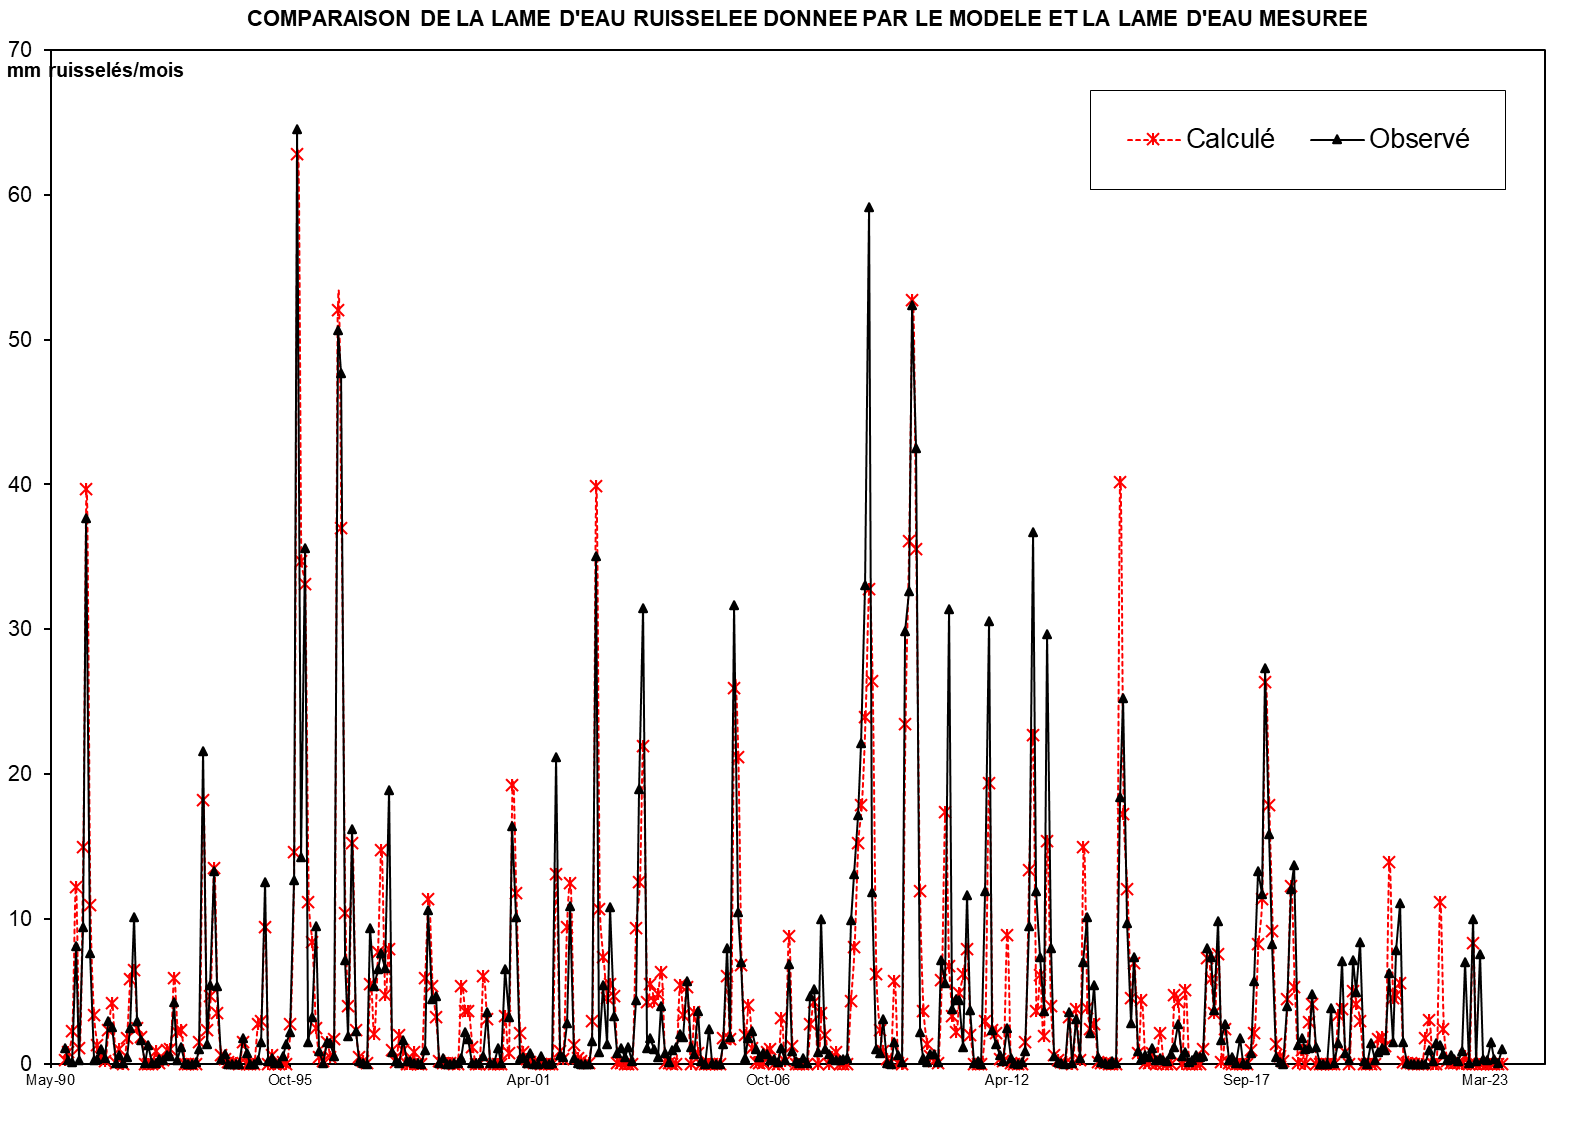 COMPARAISON DE LA LAME D'EAU RUISSELEE DONNEE PAR LE MODELE ET LA LAME D'EAU MESUREE
70
mm ruisselés/mois
Calculé Observé
60
50
40
30
20
10
0
May-90 Oct-95 Apr-01 Oct-06 Apr-12 Sep-17 Mar-23